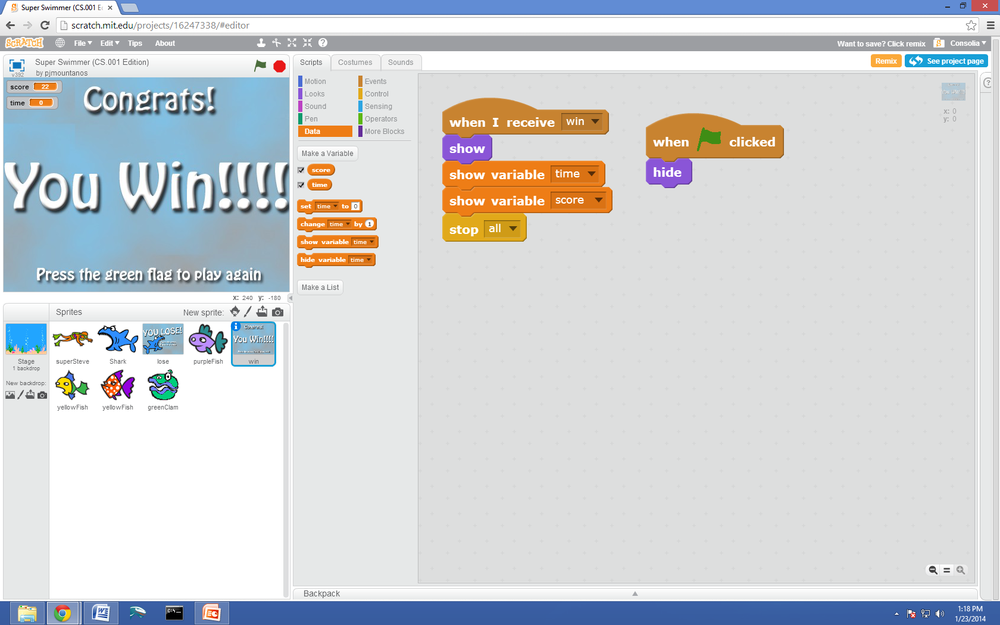 Super Swimmer (CS.001 E
scratch.mit.edu/projects/16247338/#editor
SCRATCH File Edit Tips About Want to save? Click remix Consolia
v392
Super Swimmer (CS.001 Edition)
by pjmountanos
score 22
time 0
Congrats!
You Win!!!!
Press the green flag to play again
x: 240 y: -180
Sprites New sprite:
YOU LOSE!
Congrats!
You Win!!!!
Stage
1 backdrop
New backdrop:
superSteve Shark lose purpleFish win
yellowFish yellowFish greenClam
Scripts Costumes Sounds
Remix See project page
Motion Events
Looks Control
Sound Sensing
Pen Operators
Data More Blocks
Make a Variable
score
time
set time to 0
change time by 1
show variable time
hide variable time
Make a List
when I receive win
show
show variable time
show variable score
stop all
when clicked
hide
You Win!!!!
x: 0
y: 0
Backpack
1:18 PM
1/23/2014